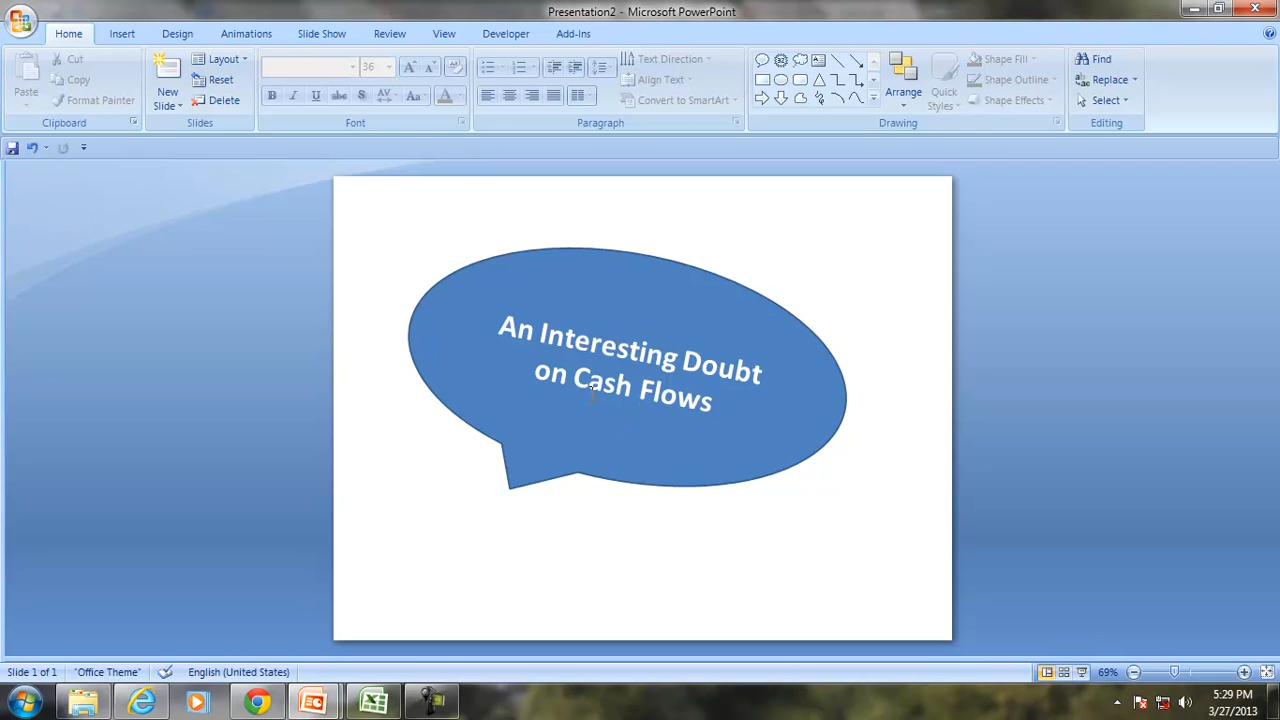 Presentation2 - Microsoft PowerPoint
Home Insert Design Slide Show Animations Review View Developer Add-Ins
Paste
Cut
Copy
Format Painter
Clipboard
New Slide
Layout
Reset
Delete
Slides
36
B I U abc S AV Aa A
Font
Text Direction
Align Text
Convert to SmartArt
Paragraph
Arrange
Quick Styles
Shape Fill
Shape Outline
Shape Effects
Drawing
Find
Replace
Select
Editing
An Interesting Doubt
on Cash Flows
Slide 1 of 1 "Office Theme" English (United States) 69%
5:29 PM
3/27/2013